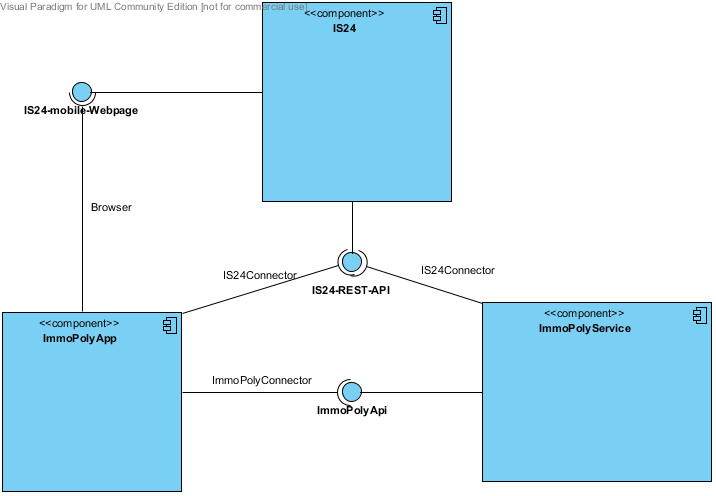 Visual Paradigm for UML Community Edition [not for commercial use]
<<component>>
IS24
IS24-mobile-Webpage
Browser
IS24Connector
IS24Connector
IS24-REST-API
<<component>>
ImmoPolyApp
<<component>>
ImmoPolyService
ImmoPolyConnector
ImmoPolyApi